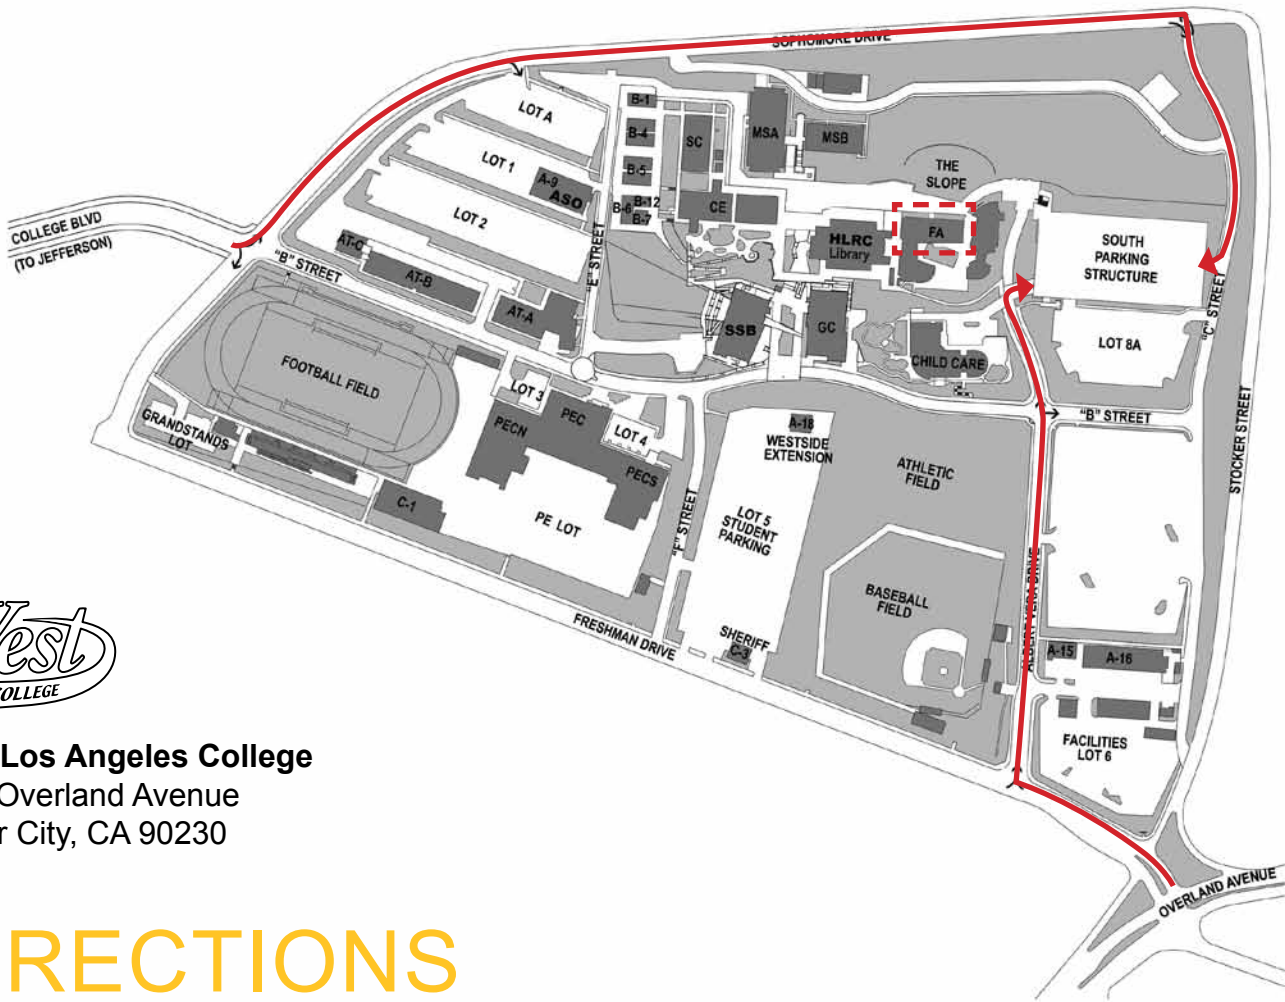 SOPHOMORE DRIVE
LOT A
B-1
B-4
SC
MSA
MSB
LOT 1
A-9
ASO
B-5
THE
SLOPE
LOT 2
B-12
B-6
B-7
CE
FA
COLLEGE BLVD
(TO JEFFERSON)
AT-C
"B" STREET
AT-B
"E" STREET
HLRC
Library
SOUTH
PARKING
STRUCTURE
"C" STREET
AT-A
SSB
GC
LOT 8A
FOOTBALL FIELD
CHILD CARE
LOT 3
PEC
"B" STREET
GRANDSTANDS
LOT
PECN
LOT 4
A-18
WESTSIDE
EXTENSION
STOCKER STREET
PECS
ATHLETIC
FIELD
C-1
PE LOT
"F" STREET
LOT 5
STUDENT
PARKING
BASEBALL
FIELD
ALBERT VERA DRIVE
FRESHMAN DRIVE
SHERIFF
C-3
A-15
A-16
FACILITIES
LOT 6
OVERLAND AVENUE
West
COLLEGE
Los Angeles College
Overland Avenue
r City, CA 90230
RECTIONS